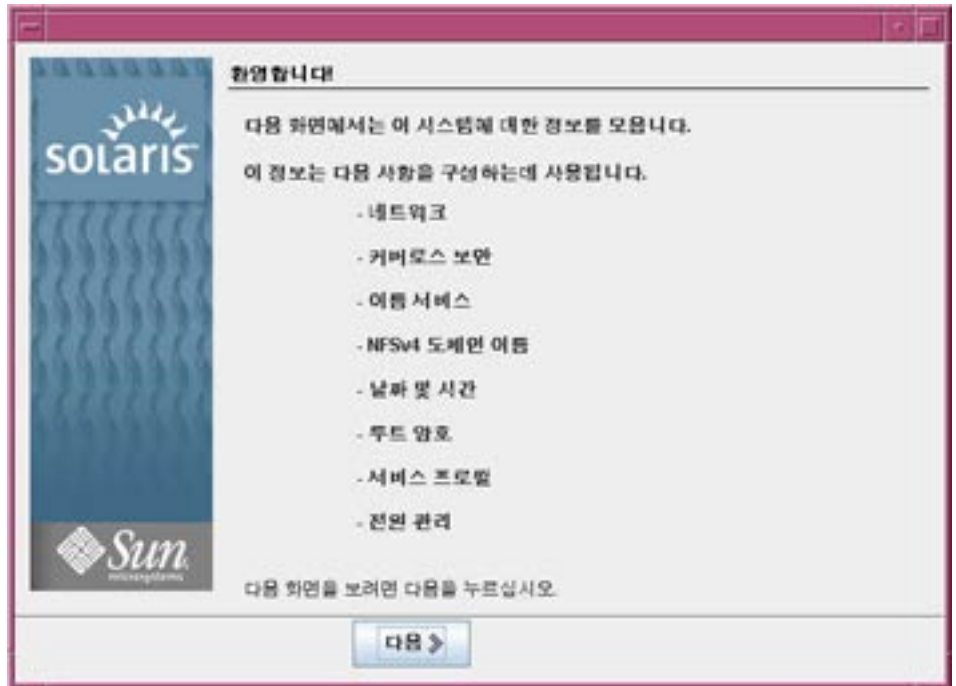 환영합니다!
다음 화면에서는 이 시스템에 대한 정보를 모읍니다.
이 정보는 다음 사항을 구성하는데 사용됩니다.
- 네트워크
- 커버로스 보안
- 이름 서비스
- NFSv4 도메인 이름
- 날짜 및 시간
- 루트 암호
- 서비스 프로필
- 전원 관리
다음 화면을 보려면 다음을 누르십시오.
다음
solaris
Sun
microsystems